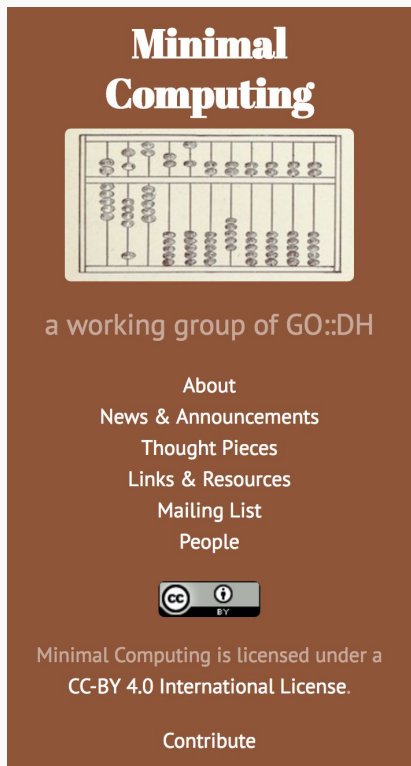 Minimal
Computing
a working group of GO::DH
About
News & Announcements
Thought Pieces
Links & Resources
Mailing List
People
cc
BY
Minimal Computing is licensed under a
CC-BY 4.0 International License.
Contribute